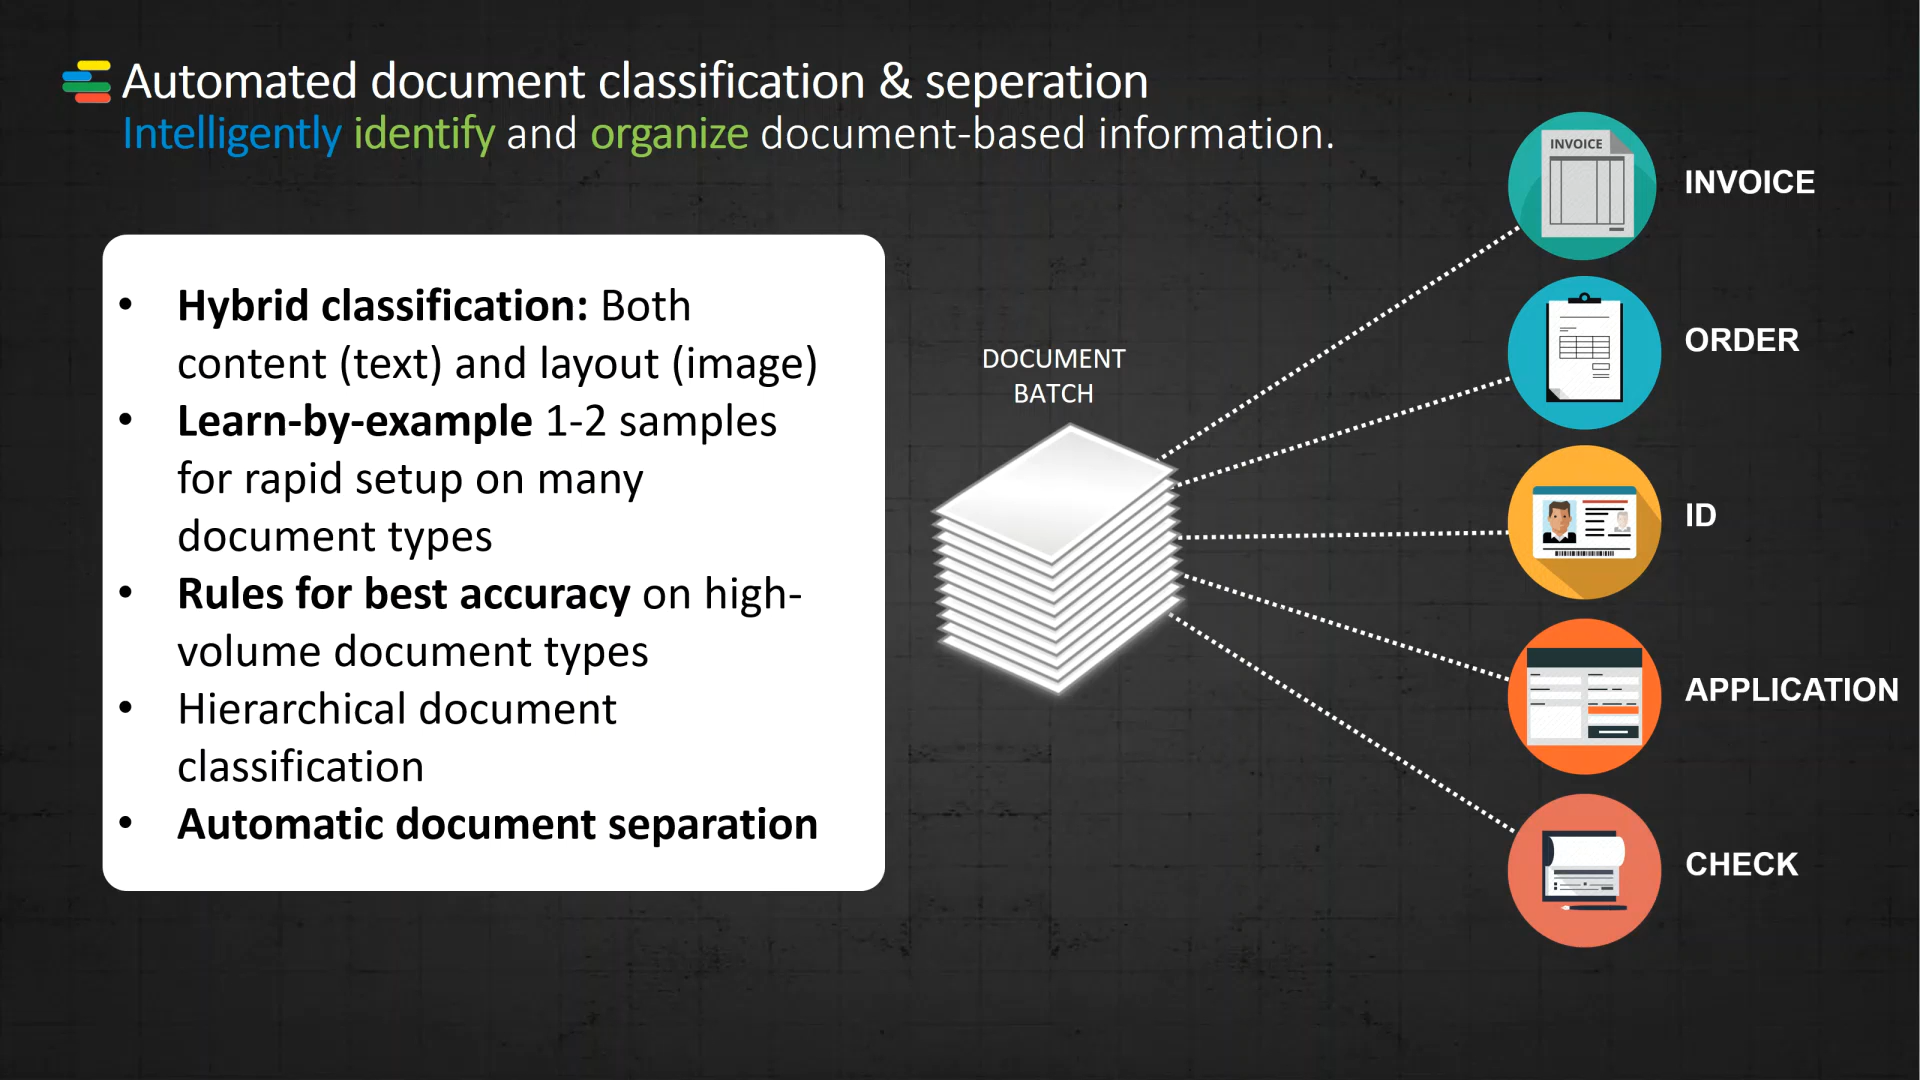 Automated document classification & seperation
Intelligently identify and organize document-based information.
• Hybrid classification: Both
content (text) and layout (image)
• Learn-by-example 1-2 samples
for rapid setup on many
document types
• Rules for best accuracy on high-
volume document types
• Hierarchical document
classification
• Automatic document separation
DOCUMENT
BATCH
INVOICE
INVOICE
ORDER
ID
APPLICATION
CHECK